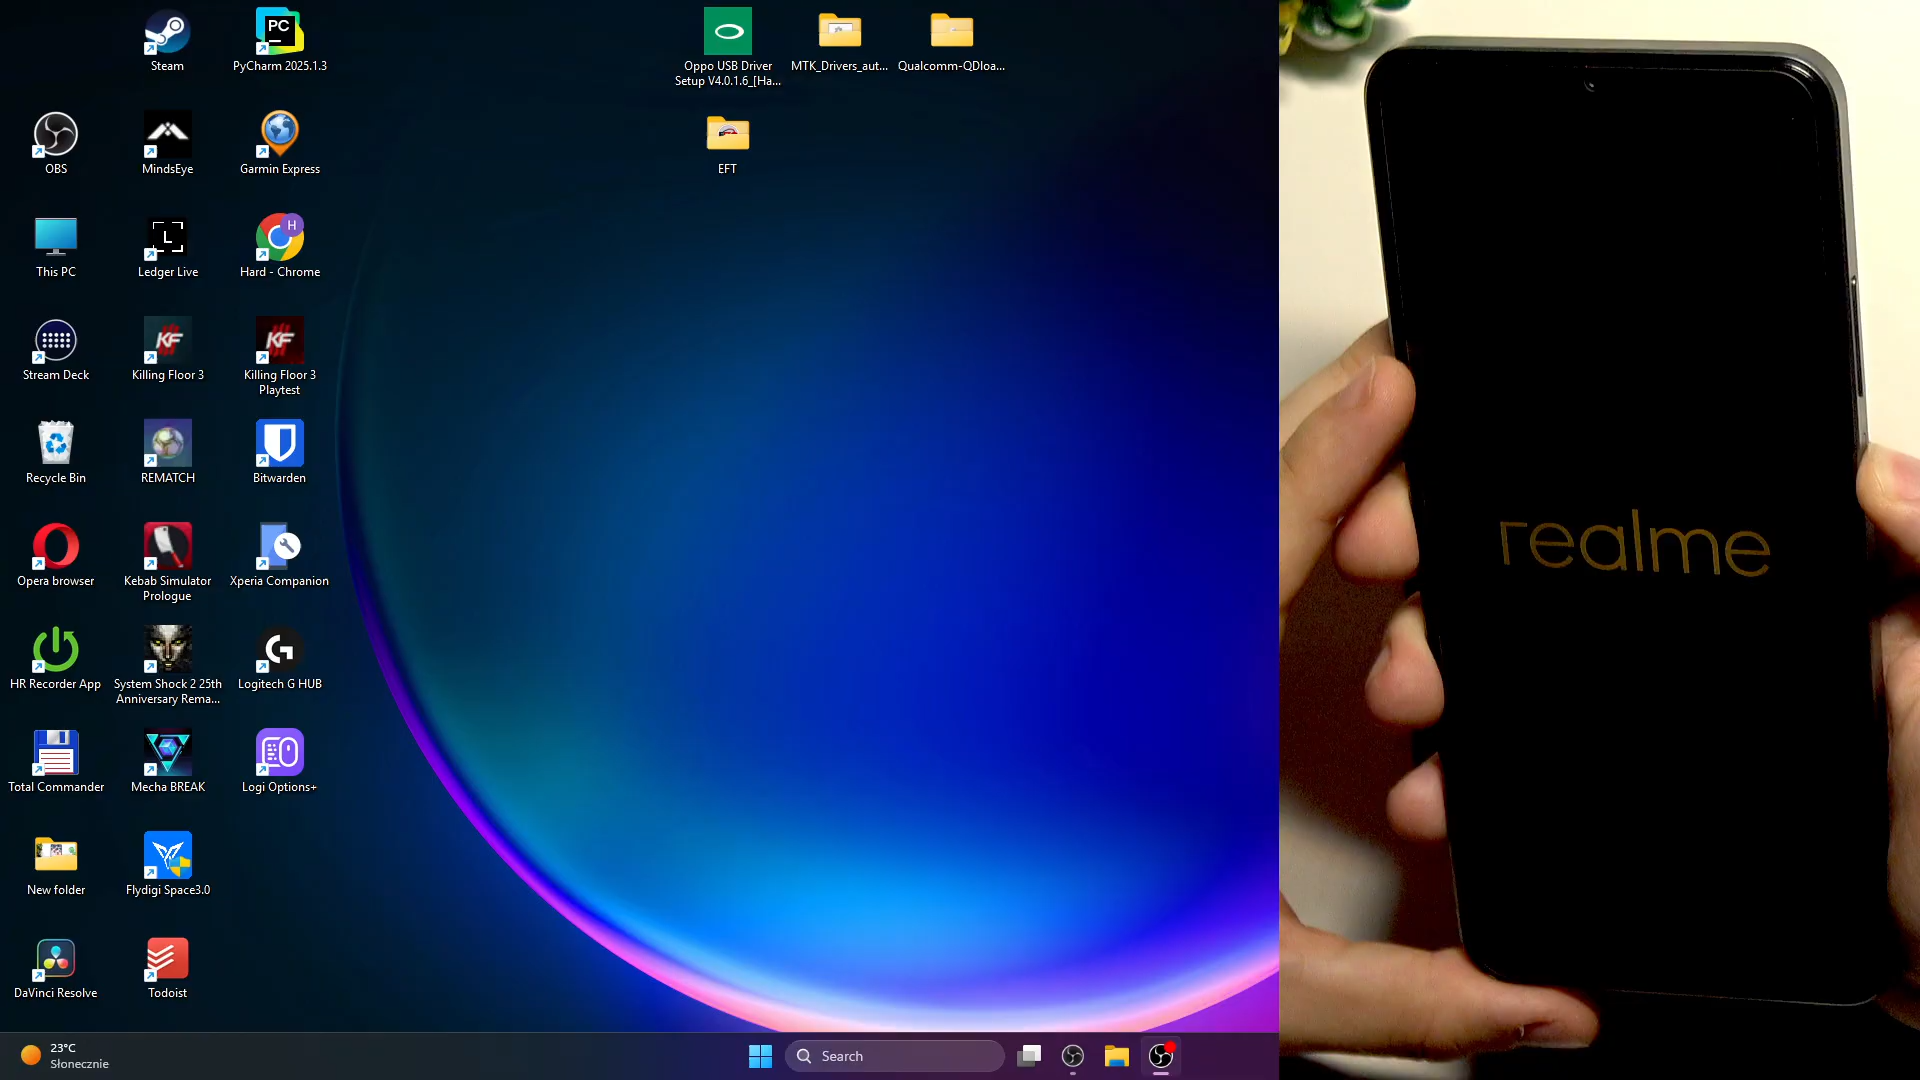 Steam
PC
PyCharm 2025.1.3
Oppo USB Driver
Setup V4.0.1.6_[Ha...
MTK_Drivers_aut...
Qualcomm-QDloa...
OBS
MindsEye
Garmin Express
EFT
This PC
L
Ledger Live
H
Hard - Chrome
Stream Deck
KF
Killing Floor 3
KF
Killing Floor 3
Playtest
Recycle Bin
REMATCH
Bitwarden
realme
Opera browser
Kebab Simulator
Prologue
Xperia Companion
HR Recorder App
System Shock 2 25th
Anniversary Rema...
G
Logitech G HUB
Total Commander
Mecha BREAK
Logi Options+
New folder
Flydigi Space3.0
DaVinci Resolve
Todoist
23°C
Słonecznie
Search